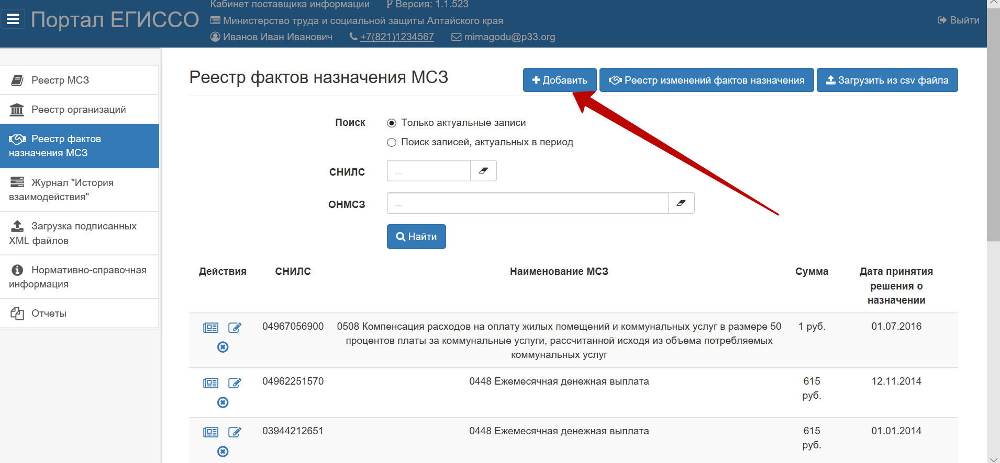 Кабинет поставщика информации Версия: 1.1.523
Портал ЕГИССО
Министерство труда и социальной защиты Алтайского края
Выйти
Иванов Иван Иванович +7(821)1234567 mimagodu@p33.org
Реестр МСЗ
Реестр организаций
Реестр фактов
назначения МСЗ
Журнал "История
взаимодействия"
Загрузка подписанных
XML файлов
Нормативно-справочная
информация
Отчеты
Реестр фактов назначения МСЗ
Добавить
Реестр изменений фактов назначения
Загрузить из csv файла
Поиск
Только актуальные записи
Поиск записей, актуальных в период
СНИЛС ...
ОНМСЗ ...
Найти
Действия СНИЛС Наименование МСЗ Сумма Дата принятия
решения о
назначении
04967056900 0508 Компенсация расходов на оплату жилых помещений и коммунальных услуг в размере 50 1 руб. 01.07.2016
процентов платы за коммунальные услуги, рассчитанной исходя из объема потребляемых
коммунальных услуг
04962251570 0448 Ежемесячная денежная выплата 615 12.11.2014
руб.
03944212651 0448 Ежемесячная денежная выплата 615 01.01.2014
руб.